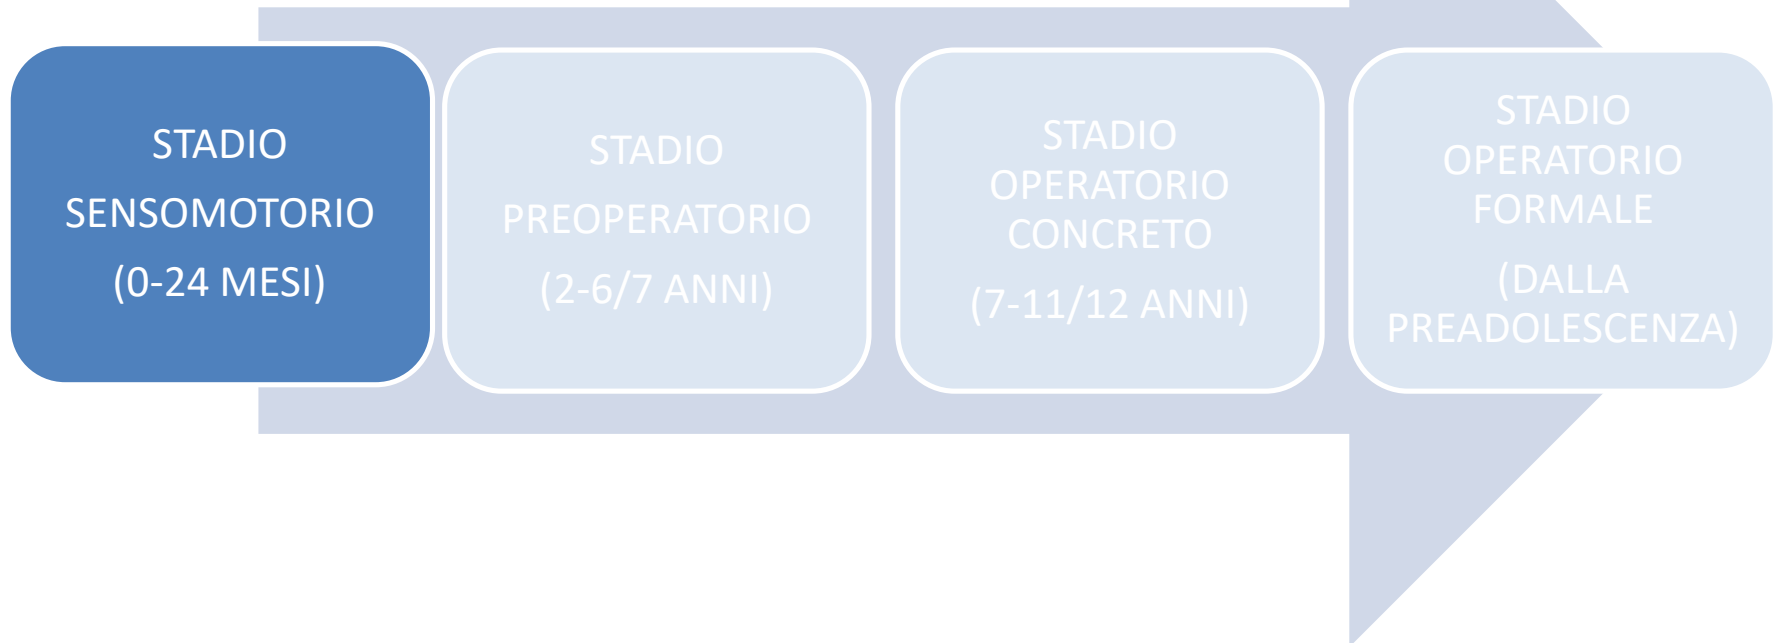 STADIO
SENSOMOTORIO
(0-24 MESI)
STADIO
PREOPERATORIO
(2-6/7 ANNI)
STADIO
OPERATORIO
CONCRETO
(7-11/12 ANNI)
STADIO
OPERATORIO
FORMALE
(DALLA
PREADOLESCENZA)